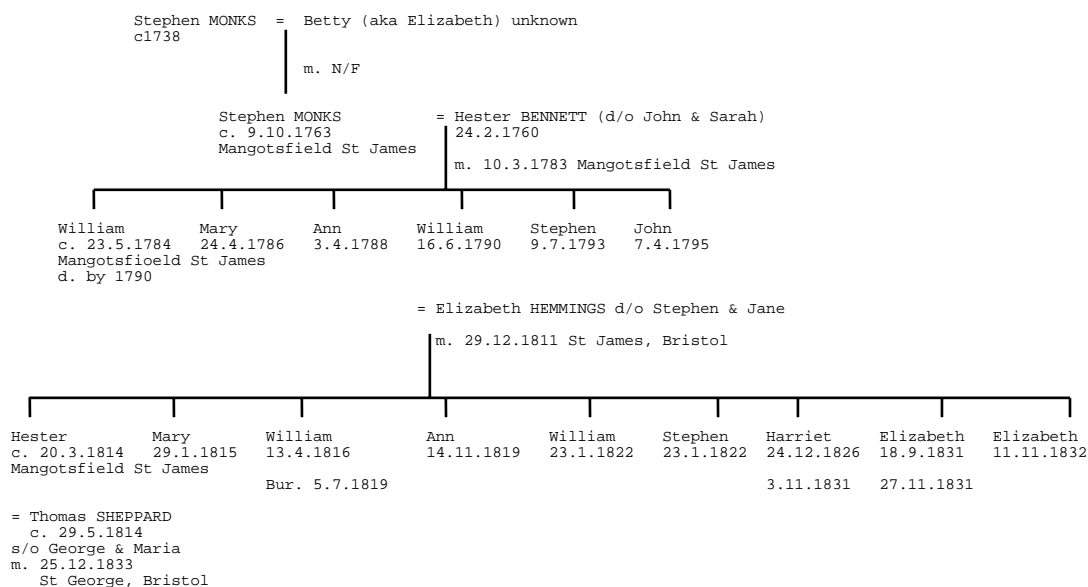 Stephen MONKS = Betty (aka Elizabeth) unknown
c1738
m. N/F
Stephen MONKS = Hester BENNETT (d/o John & Sarah)
c. 9.10.1763 24.2.1760
Mangotsfield St James
m. 10.3.1783 Mangotsfield St James
William Mary Ann William Stephen John
c. 23.5.1784 24.4.1786 3.4.1788 16.6.1790 9.7.1793 7.4.1795
Mangotsfioeld St James
d. by 1790
= Elizabeth HEMMINGS d/o Stephen & Jane
m. 29.12.1811 St James, Bristol
Hester Mary William Ann William Stephen Harriet Elizabeth Elizabeth
c. 20.3.1814 29.1.1815 13.4.1816 14.11.1819 23.1.1822 23.1.1822 24.12.1826 18.9.1831 11.11.1832
Mangotsfield St James
Bur. 5.7.1819 3.11.1831 27.11.1831
= Thomas SHEPPARD
c. 29.5.1814
s/o George & Maria
m. 25.12.1833
St George, Bristol